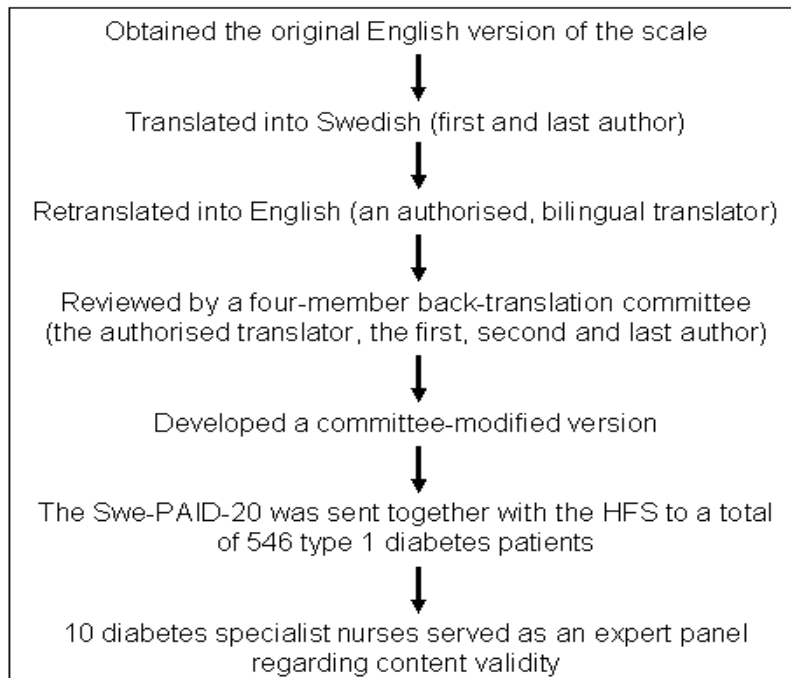 Obtained the original English version of the scale
Translated into Swedish (first and last author)
Retranslated into English (an authorised, bilingual translator)
Reviewed by a four-member back-translation committee
(the authorised translator, the first, second and last author)
Developed a committee-modified version
The Swe-PAID-20 was sent together with the HFS to a total
of 546 type 1 diabetes patients
10 diabetes specialist nurses served as an expert panel
regarding content validity